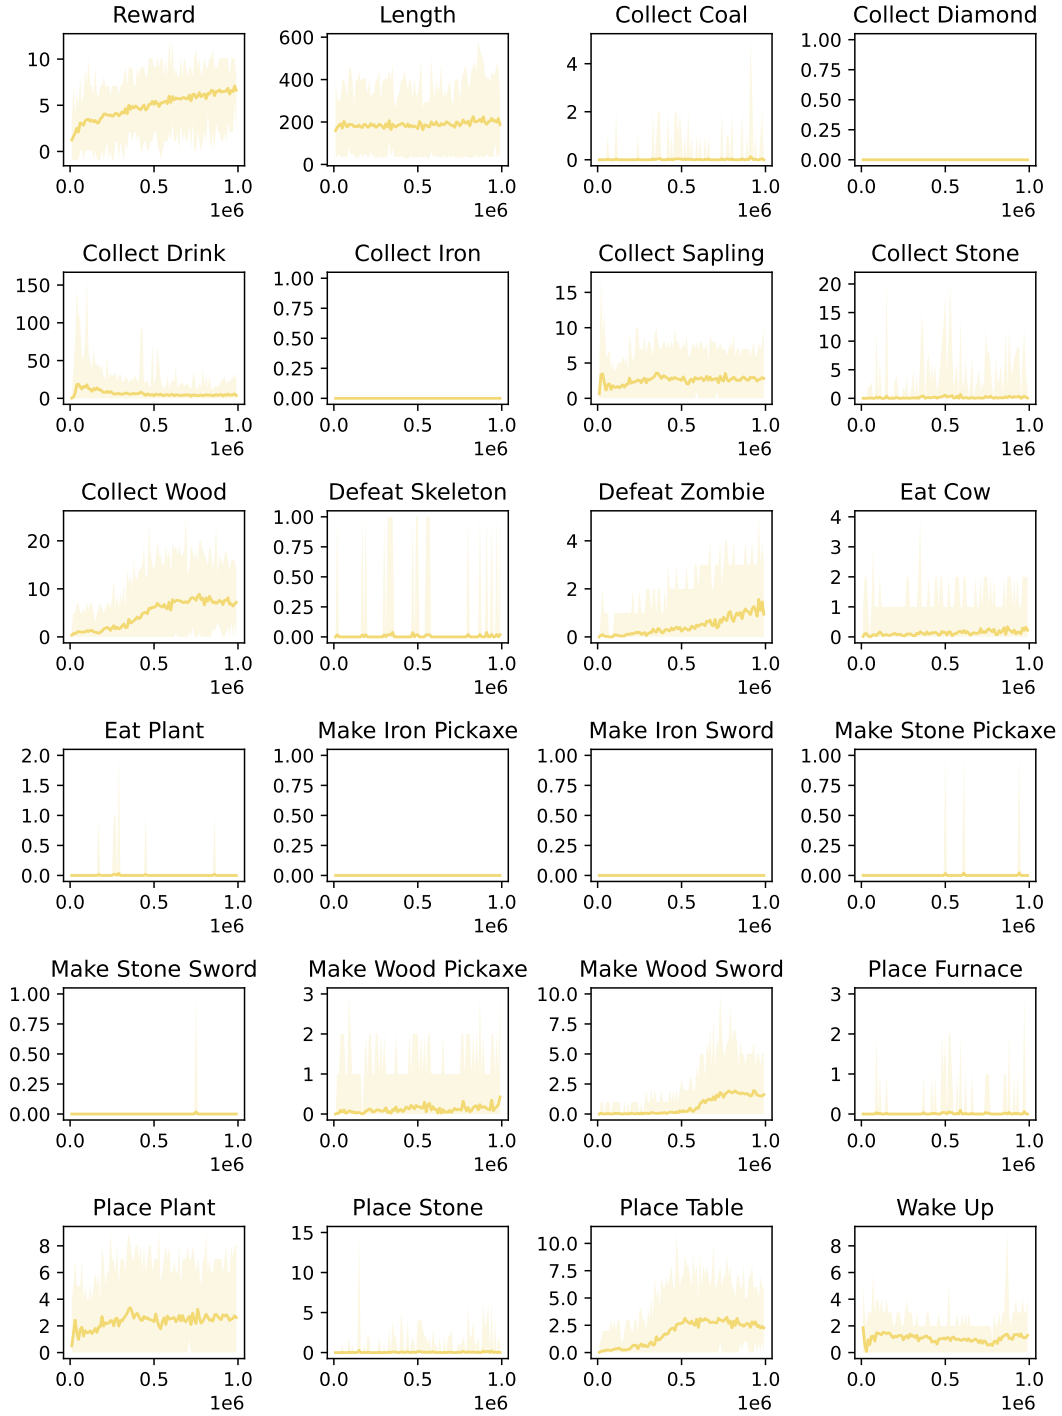 Reward Length Collect Coal Collect Diamond
10 5 0 0.0 0.5 1.0 1e6
600 400 200 0 0.0 0.5 1.0 1e6
4 2 0 0.0 0.5 1.0 1e6
1.00 0.75 0.50 0.25 0.00 0.0 0.5 1.0 1e6
Collect Drink Collect Iron Collect Sapling Collect Stone
150 100 50 0 0.0 0.5 1.0 1e6
1.00 0.75 0.50 0.25 0.00 0.0 0.5 1.0 1e6
15 10 5 0 0.0 0.5 1.0 1e6
20 15 10 5 0 0.0 0.5 1.0 1e6
Collect Wood Defeat Skeleton Defeat Zombie Eat Cow
20 10 0 0.0 0.5 1.0 1e6
1.00 0.75 0.50 0.25 0.00 0.0 0.5 1.0 1e6
4 2 0 0.0 0.5 1.0 1e6
4 3 2 1 0 0.0 0.5 1.0 1e6
Eat Plant Make Iron Pickaxe Make Iron Sword Make Stone Pickaxe
2.0 1.5 1.0 0.5 0.0 0.0 0.5 1.0 1e6
1.00 0.75 0.50 0.25 0.00 0.0 0.5 1.0 1e6
1.00 0.75 0.50 0.25 0.00 0.0 0.5 1.0 1e6
1.00 0.75 0.50 0.25 0.00 0.0 0.5 1.0 1e6
Make Stone Sword Make Wood Pickaxe Make Wood Sword Place Furnace
1.00 0.75 0.50 0.25 0.00 0.0 0.5 1.0 1e6
3 2 1 0 0.0 0.5 1.0 1e6
10.0 7.5 5.0 2.5 0.0 0.0 0.5 1.0 1e6
3 2 1 0 0.0 0.5 1.0 1e6
Place Plant Place Stone Place Table Wake Up
8 6 4 2 0 0.0 0.5 1.0 1e6
15 10 5 0 0.0 0.5 1.0 1e6
10.0 7.5 5.0 2.5 0.0 0.0 0.5 1.0 1e6
8 6 4 2 0 0.0 0.5 1.0 1e6